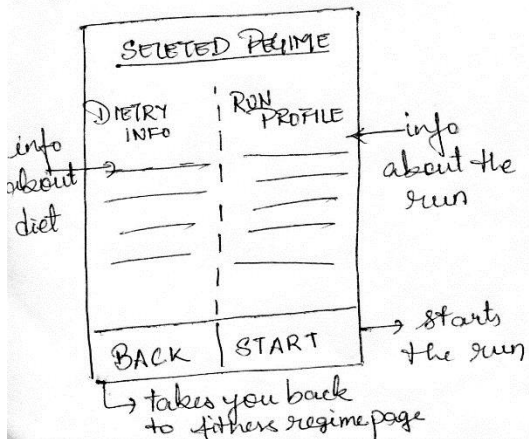 SELETED REGIME
DIETRY
INFO
RUN
PROFILE
info
about
diet
info
about the
run
BACK
START
starts
the run
takes you back
to fitness regime page